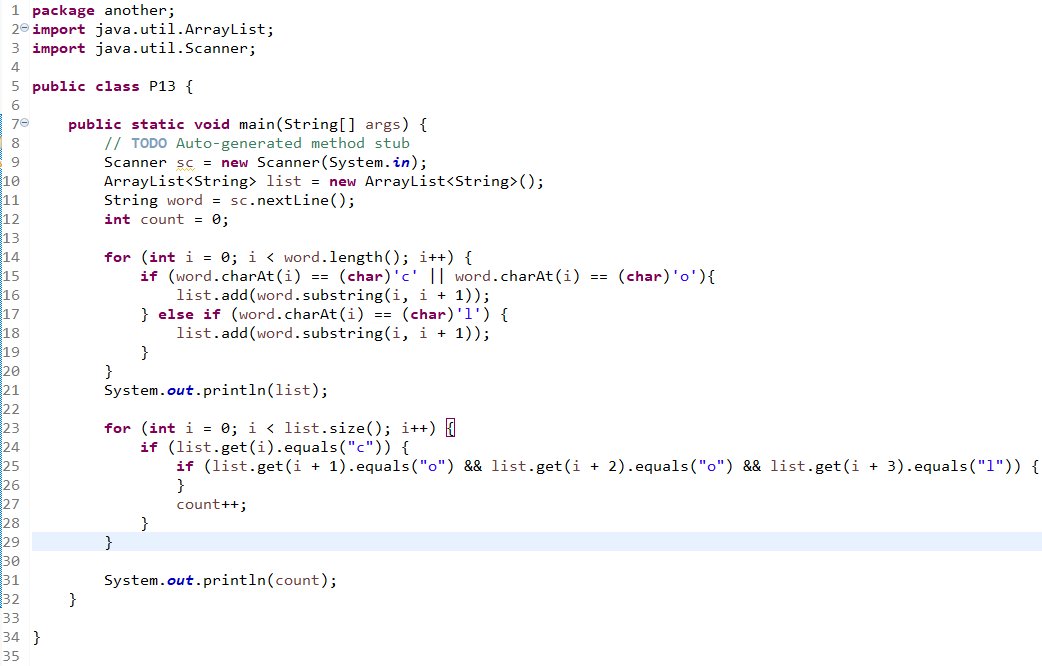 1 package another;
2 import java.util.ArrayList;
3 import java.util.Scanner;
4
5 public class P13 {
6
7     public static void main(String[] args) {
8         // TODO Auto-generated method stub
9         Scanner sc = new Scanner(System.in);
10         ArrayList<String> list = new ArrayList<String>();
11         String word = sc.nextLine();
12         int count = 0;
13
14         for (int i = 0; i < word.length(); i++) {
15             if (word.charAt(i) == (char)'c' || word.charAt(i) == (char)'o'){
16                 list.add(word.substring(i, i + 1));
17             } else if (word.charAt(i) == (char)'l') {
18                 list.add(word.substring(i, i + 1));
19             }
20         }
21         System.out.println(list);
22
23         for (int i = 0; i < list.size(); i++) {
24             if (list.get(i).equals("c")) {
25                 if (list.get(i + 1).equals("o") && list.get(i + 2).equals("o") && list.get(i + 3).equals("l")) {
26                 }
27                 count++;
28             }
29         }
30
31         System.out.println(count);
32     }
33
34 }
35